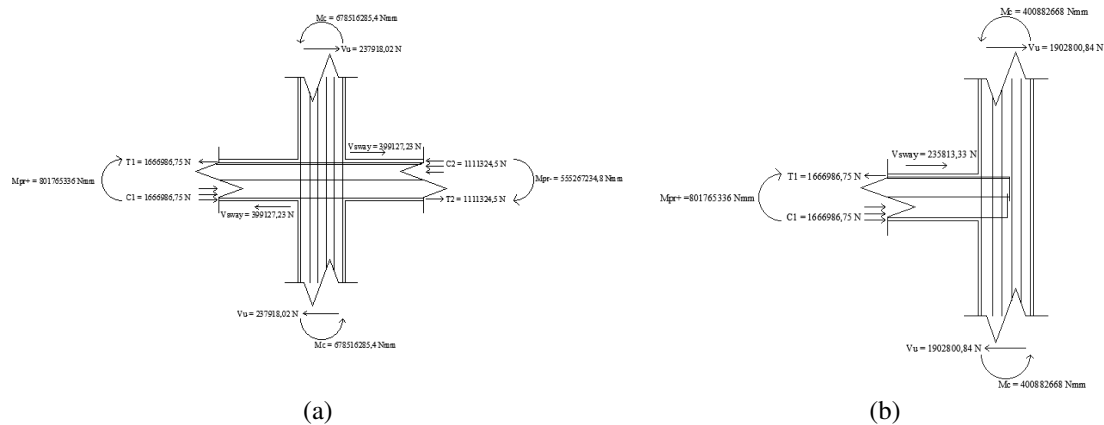 Mc = 678516285,4 Nmm
Vu = 237918,02 N
Vsway = 399127,23 N
T1 = 1666986,75 N
C2 = 1111324,5 N
Mpr+ = 801765336 Nmm
Mpr- = 555267234,8 Nmm
C1 = 1666986,75 N
T2 = 1111324,5 N
Vsway = 399127,23 N
Vu = 237918,02 N
Mc = 678516285,4 Nmm
(a)
Mc = 400882668 Nmm
Vu = 1902800,84 N
Vsway = 235813,33 N
T1 = 1666986,75 N
Mpr+ =801765336 Nmm
C1 = 1666986,75 N
Vu = 1902800,84 N
Mc = 400882668 Nmm
(b)